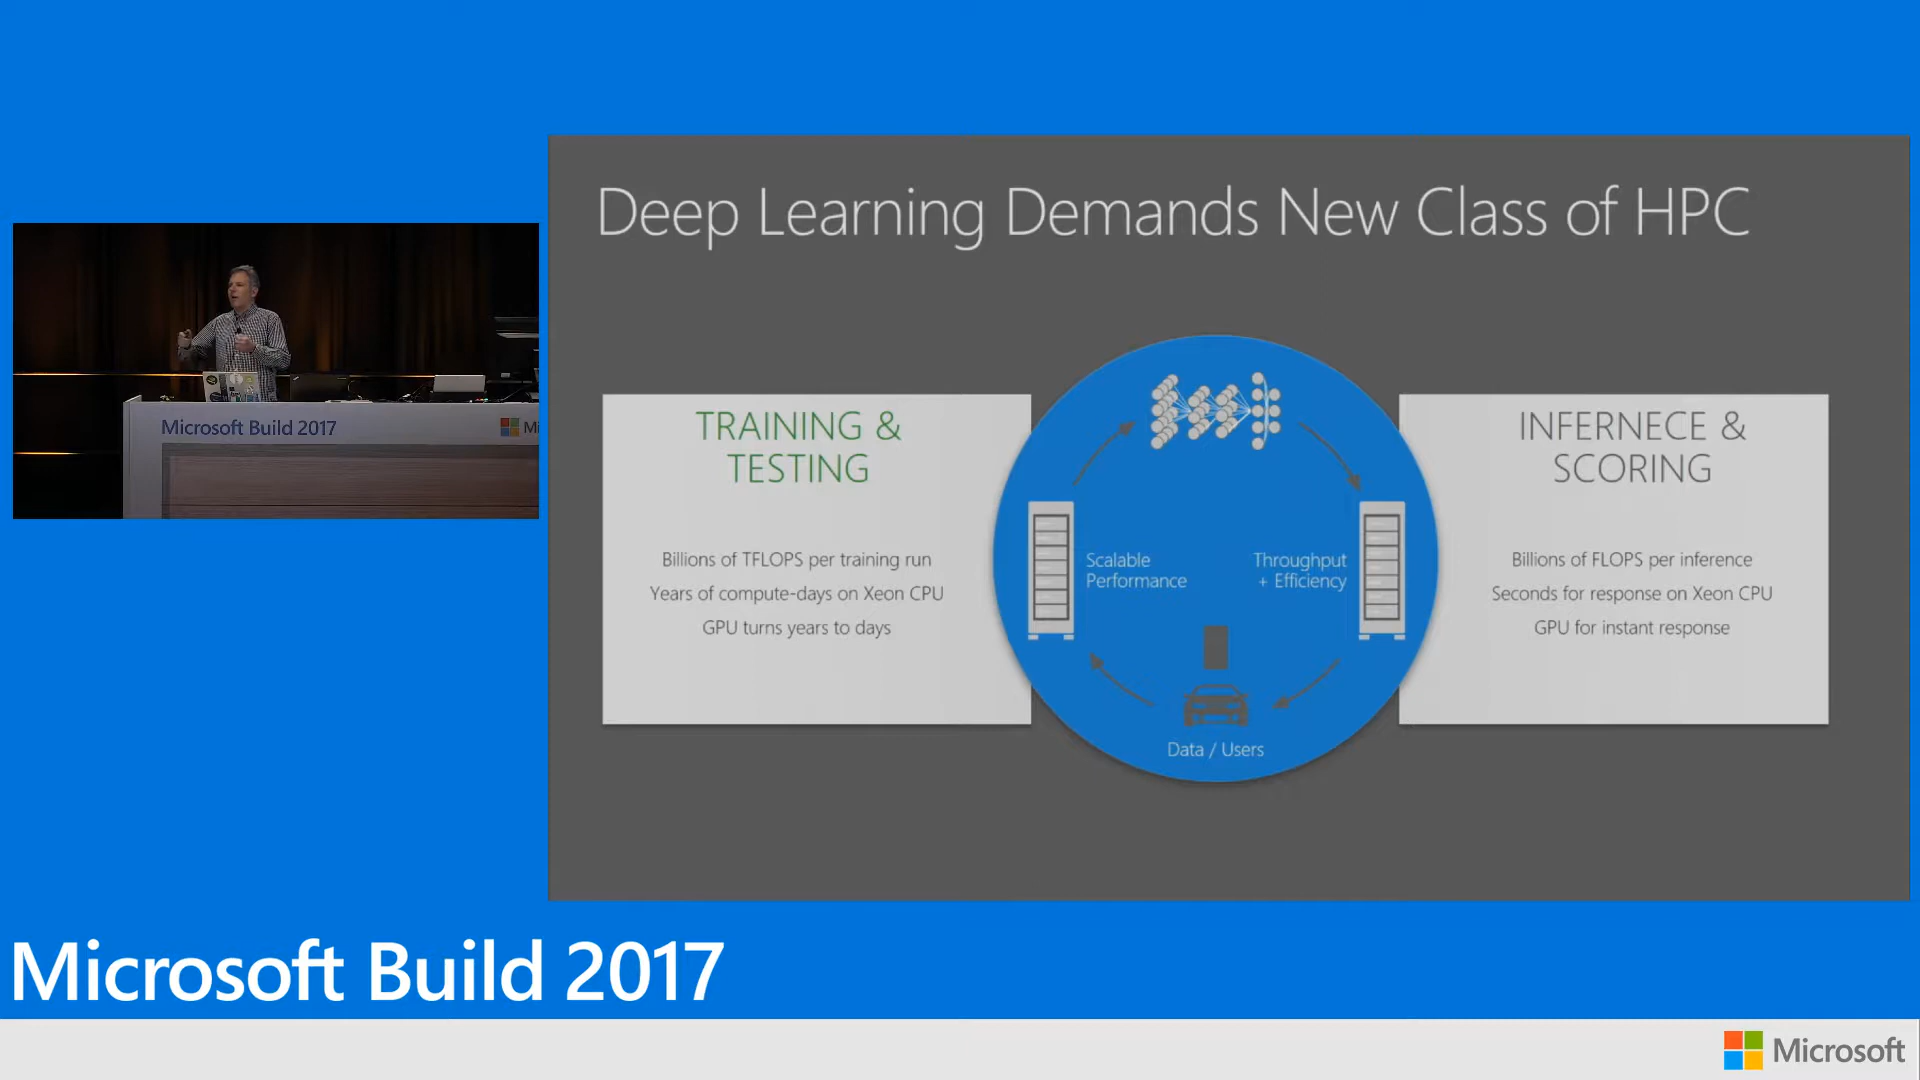 Deep Learning Demands New Class of HPC
TRAINING &
TESTING
Billions of TFLOPS per training run
Years of compute-days on Xeon CPU
GPU turns years to days
Scalable
Performance
Throughput
+ Efficiency
Data / Users
INFERNECE &
SCORING
Billions of FLOPS per inference
Seconds for response on Xeon CPU
GPU for instant response
Microsoft Build 2017
Mi
Microsoft Build 2017
Microsoft